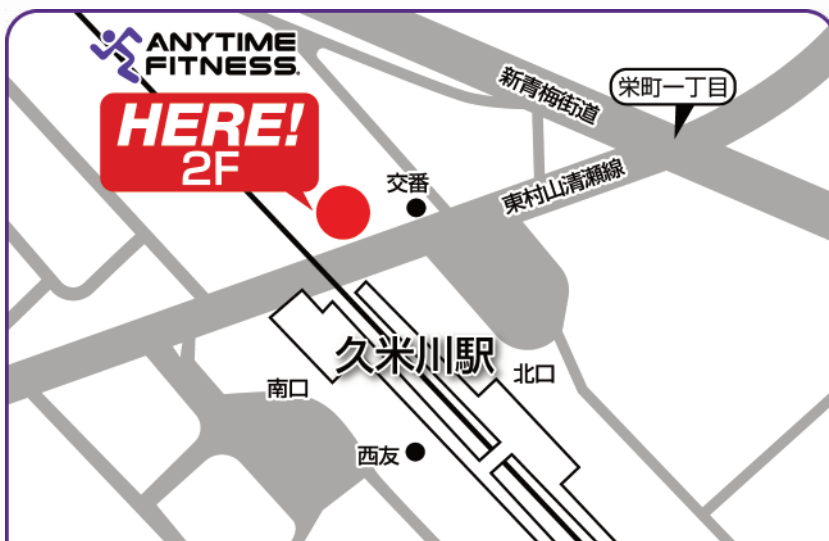 ANYTIME
FITNESS.
HERE!
2F
新青梅街道
栄町一丁目
交番
東村山清瀬線
久米川駅
南口
北口
西友